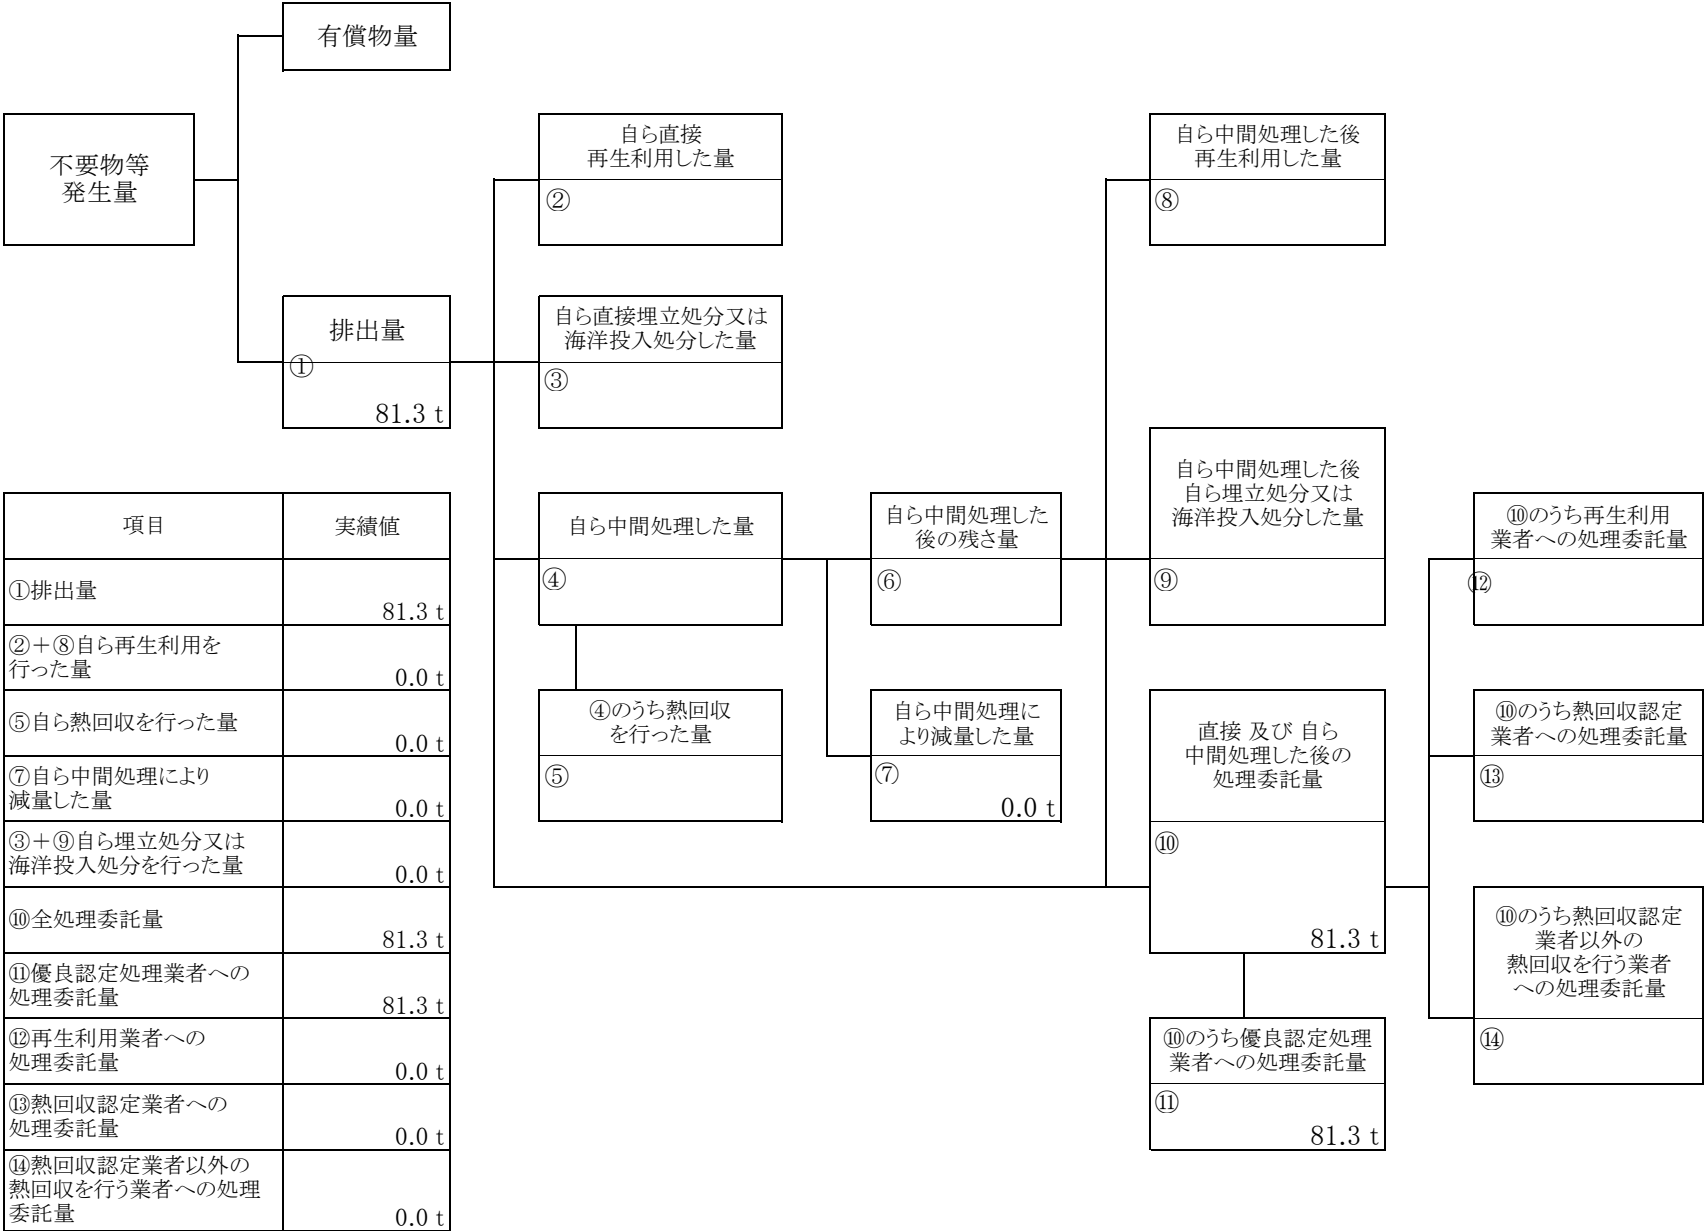 有償物量
不要物等
発生量
排出量
①
81.3 t
自ら直接
再生利用した量
②
自ら直接埋立処分又は
海洋投入処分した量
③
自ら中間処理した量
④
④のうち熱回収
を行った量
⑤
自ら中間処理した
後の残さ量
⑥
自ら中間処理に
より減量した量
⑦
0.0 t
自ら中間処理した後
再生利用した量
⑧
自ら中間処理した後
自ら埋立処分又は
海洋投入処分した量
⑨
直接 及び 自ら
中間処理した後の
処理委託量
⑩
81.3 t
⑩のうち優良認定処理
業者への処理委託量
⑪
81.3 t
⑩のうち再生利用
業者への処理委託量
⑫
⑩のうち熱回収認定
業者への処理委託量
⑬
⑩のうち熱回収認定
業者以外の
熱回収を行う業者
への処理委託量
⑭
項目 実績値
①排出量
81.3 t
②+⑧自ら再生利用を
行った量
0.0 t
⑤自ら熱回収を行った量
0.0 t
⑦自ら中間処理により
減量した量
0.0 t
③+⑨自ら埋立処分又は
海洋投入処分を行った量
0.0 t
⑩全処理委託量
81.3 t
⑪優良認定処理業者への
処理委託量
81.3 t
⑫再生利用業者への
処理委託量
0.0 t
⑬熱回収認定業者への
処理委託量
0.0 t
⑭熱回収認定業者以外の
熱回収を行う業者への処理
委託量
0.0 t